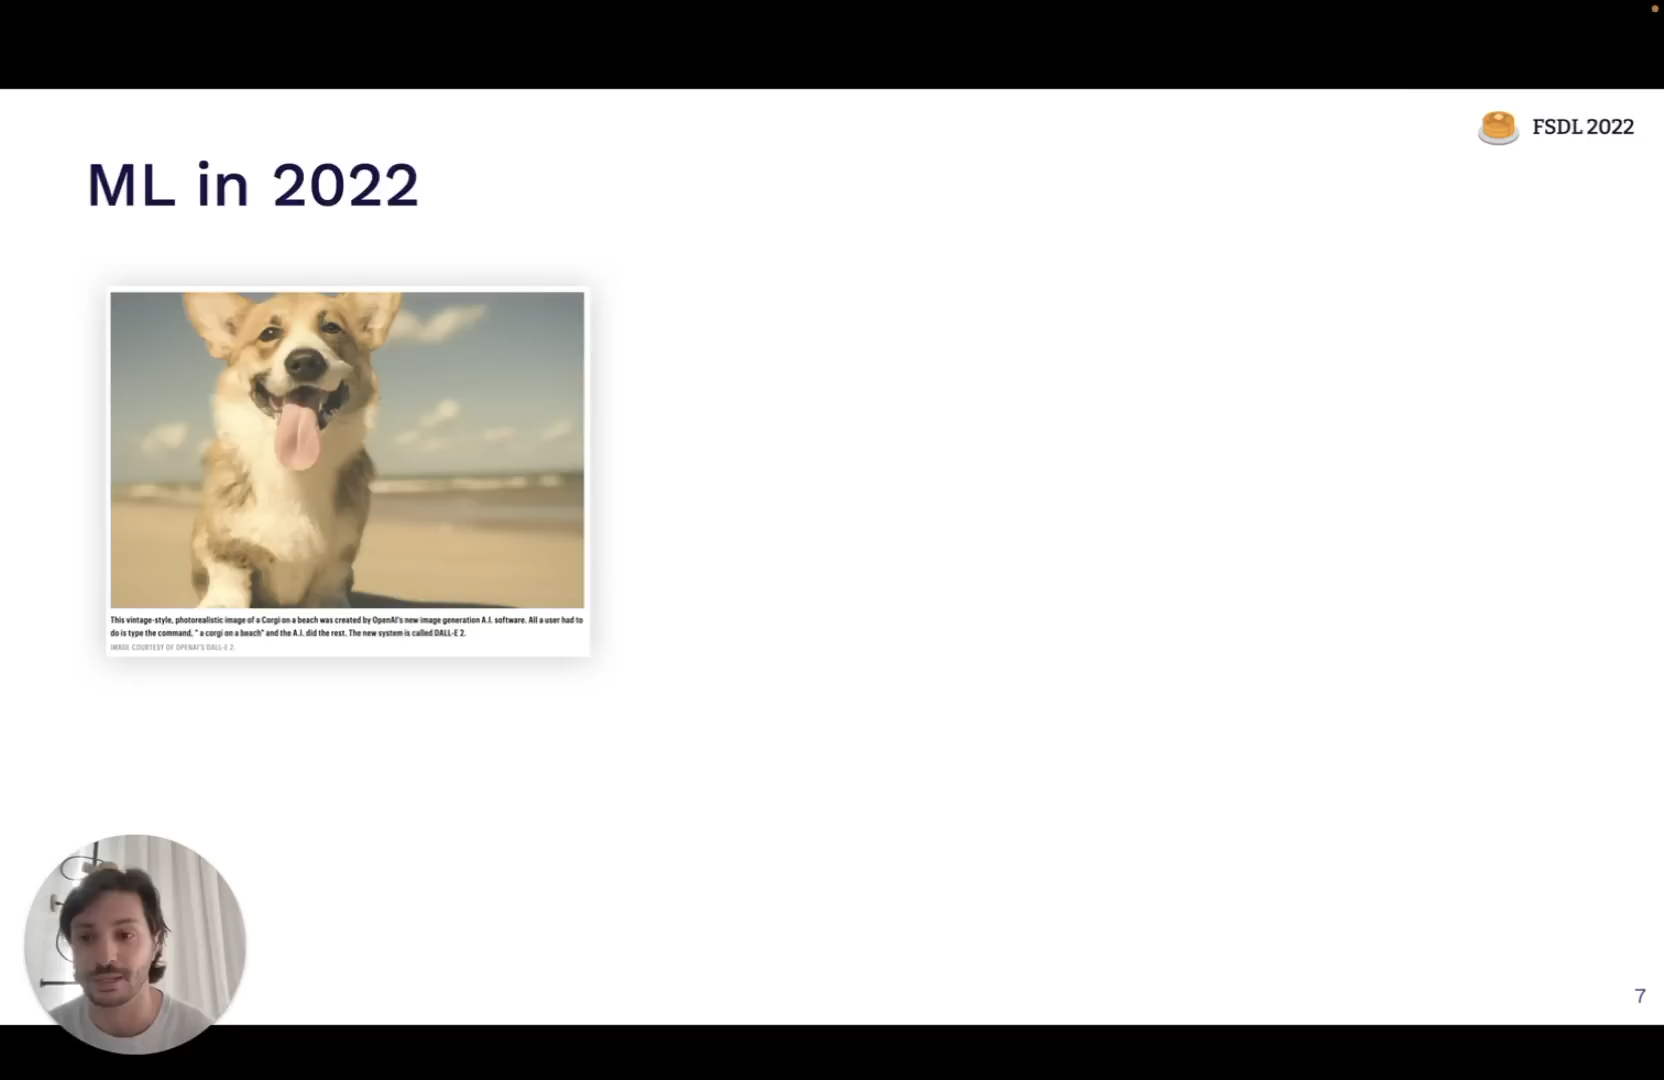 FSDL 2022
ML in 2022
This vintage-style, photorealistic image of a Corgi on a beach was created by OpenAI's new image generation A.I. software. All a user had to
do is type the command, " a corgi on a beach" and the A.I. did the rest. The new system is called DALL-E 2.
IMAGE COURTESY OF OPENAI'S DALL-E 2.
7